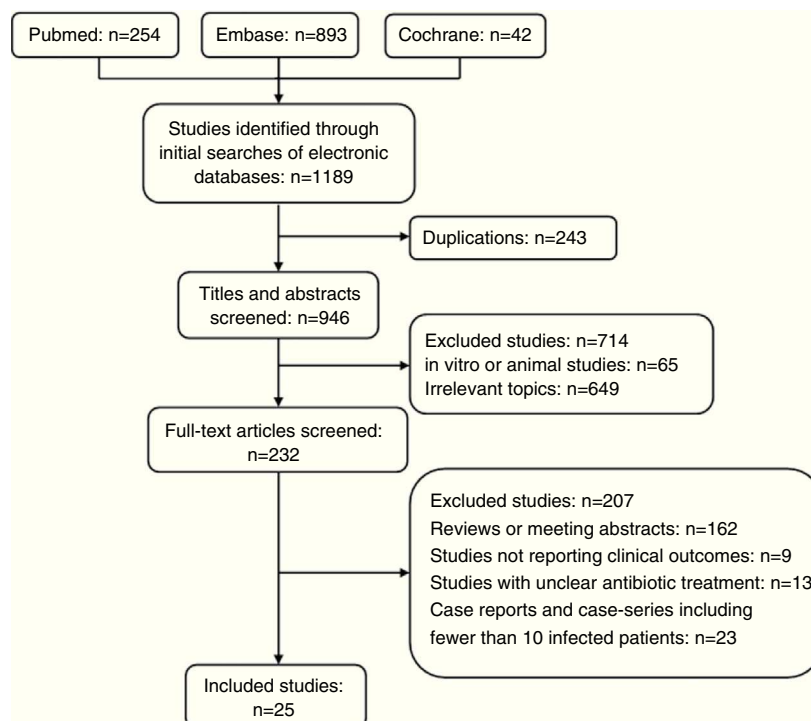 Pubmed: n=254
Embase: n=893
Cochrane: n=42
Studies identified through
initial searches of electronic
databases: n=1189
Duplications: n=243
Titles and abstracts
screened: n=946
Excluded studies: n=714
in vitro or animal studies: n=65
Irrelevant topics: n=649
Full-text articles screened:
n=232
Excluded studies: n=207
Reviews or meeting abstracts: n=162
Studies not reporting clinical outcomes: n=9
Studies with unclear antibiotic treatment: n=13
Case reports and case-series including
fewer than 10 infected patients: n=23
Included studies:
n=25